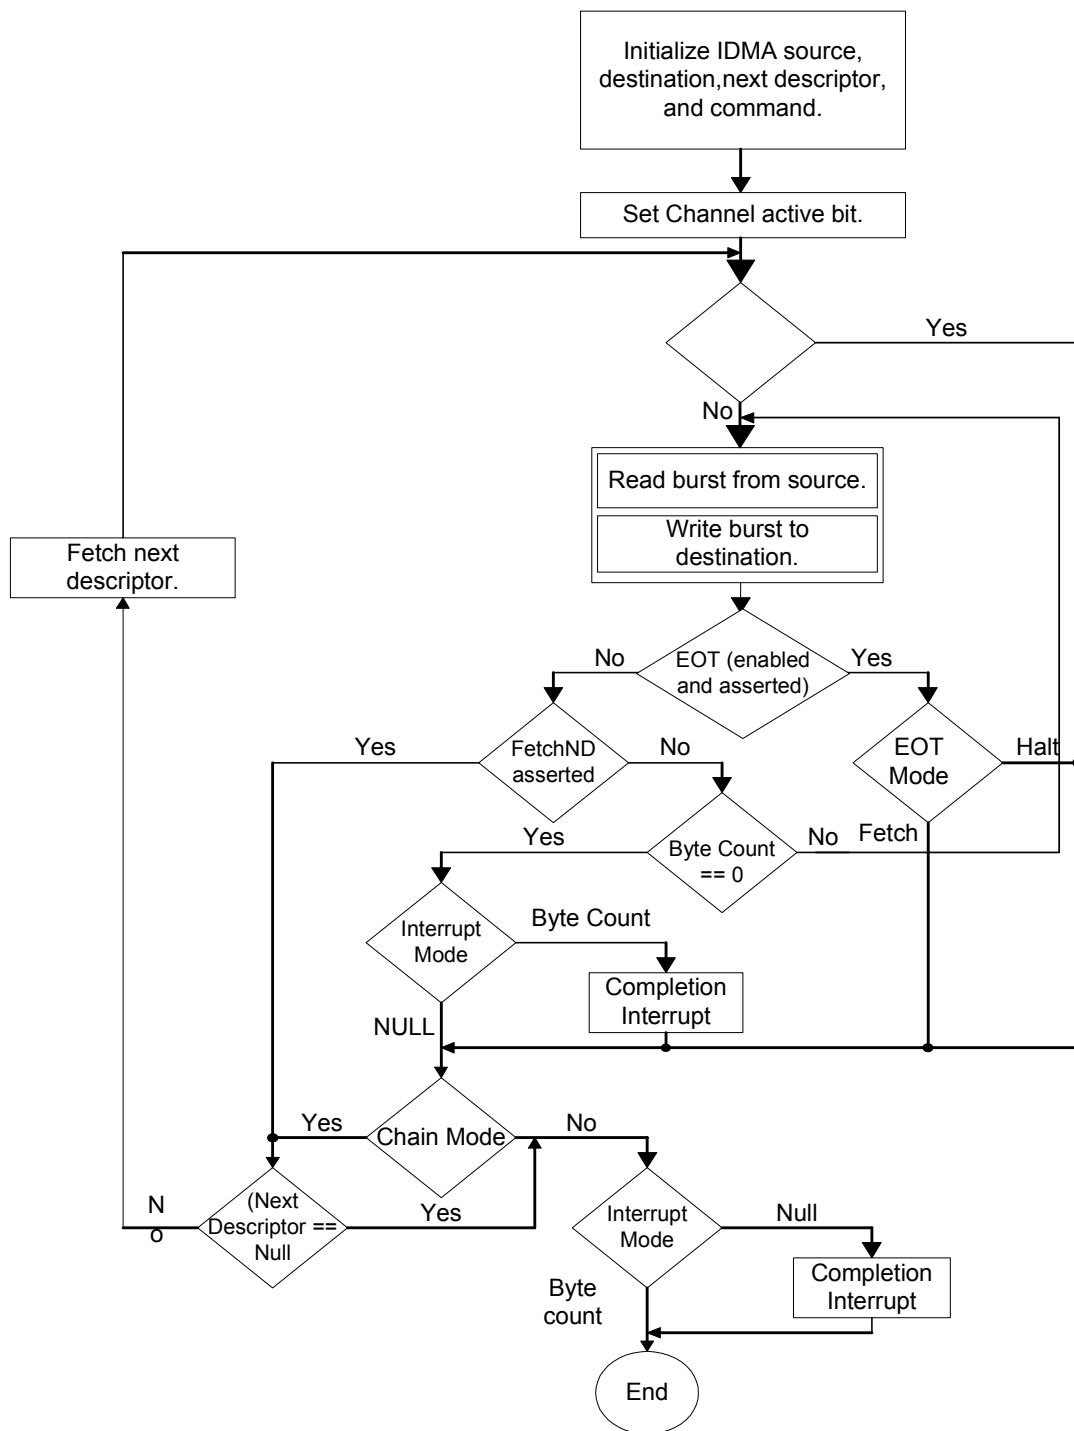 Initialize IDMA source,
destination,next descriptor,
and command.
Set Channel active bit.
Yes
No
Read burst from source.
Write burst to
destination.
Fetch next
descriptor.
No
EOT (enabled
and asserted)
Yes
Yes
FetchND
asserted
No
EOT
Mode
Halt
Fetch
Yes
Byte Count
== 0
No
Interrupt
Mode
Byte Count
Completion
Interrupt
NULL
Yes
Chain Mode
No
N
o
(Next
Descriptor ==
Null
Yes
Interrupt
Mode
Null
Completion
Interrupt
Byte
count
End